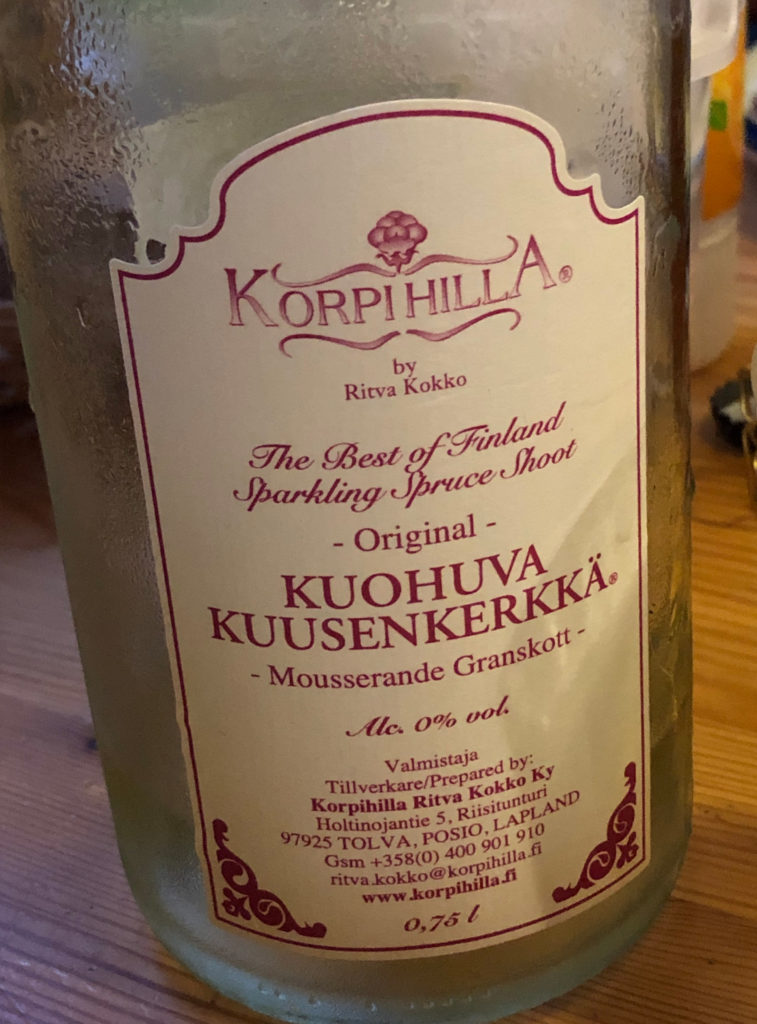 KORPIHILLA®
by
Ritva Kokko
The Best of Finland
Sparkling Spruce Shoot
- Original -
KUOHUVA
KUUSENKERKKÄ®
- Mousserande Granskott -
Alc. 0% vol.
Valmistaja
Tillverkare/Prepared by:
Korpihilla Ritva Kokko Ky
Holtinojantie 5, Riisitunturi
97925 TOLVA, POSIO, LAPLAND
Gsm +358(0) 400 901 910
ritva.kokko@korpihilla.fi
www.korpihilla.fi
0,75 l